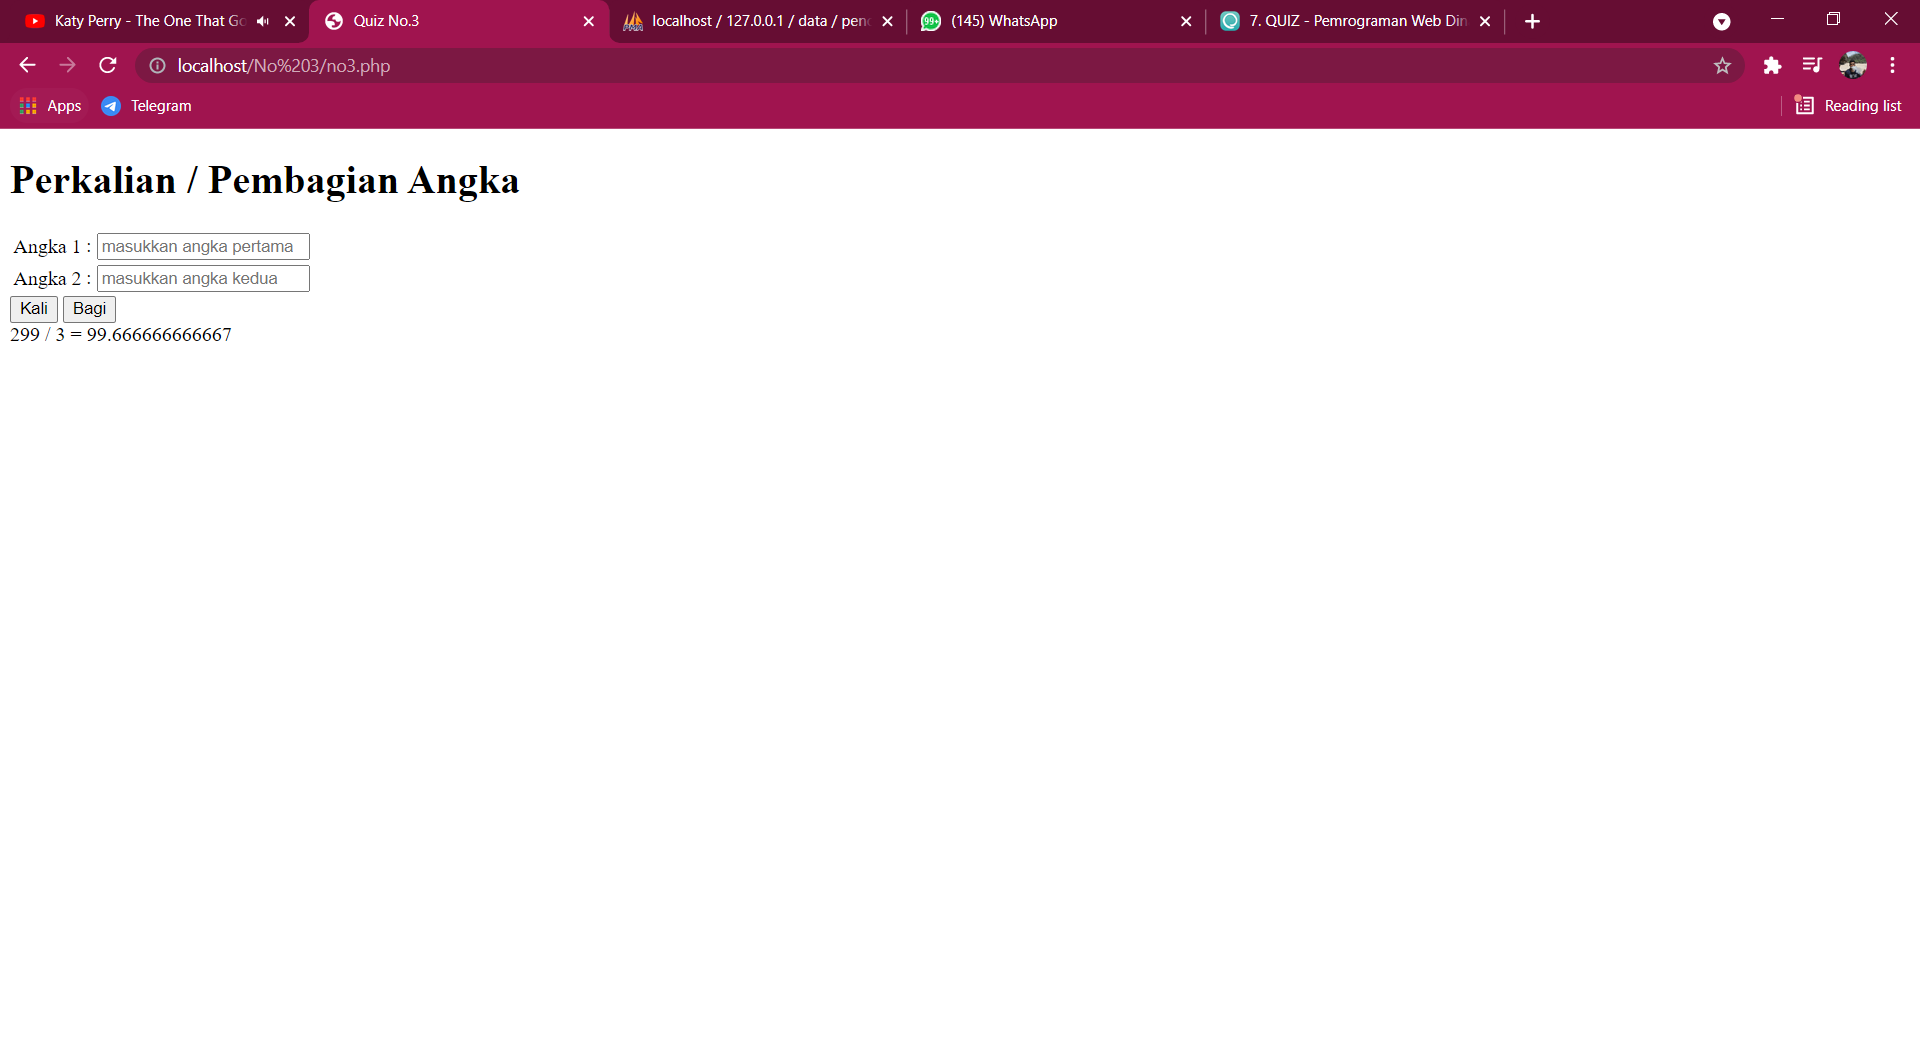 Katy Perry - The One That Go
Quiz No.3
localhost / 127.0.0.1 / data / pend
(145) WhatsApp
7. QUIZ - Pemrograman Web Din
localhost/No%203/no3.php
Apps
Telegram
Reading list
Perkalian / Pembagian Angka
Angka 1 : masukkan angka pertama
Angka 2 : masukkan angka kedua
Kali Bagi
299 / 3 = 99.666666666667